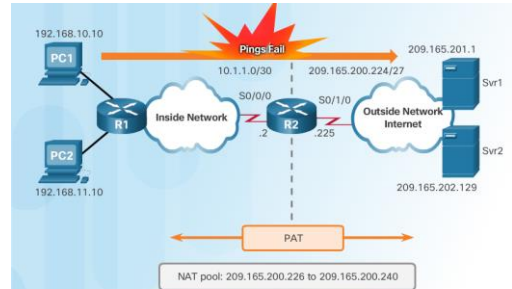 192.168.10.10
PC1
Pings Fail
209.165.201.1
10.1.1.0/30
209.165.200.224/27
Svr1
S0/0/0
S0/1/0
R1
Inside Network
R2
Outside Network
Internet
.2
.225
Svr2
PC2
192.168.11.10
209.165.202.129
PAT
NAT pool: 209.165.200.226 to 209.165.200.240